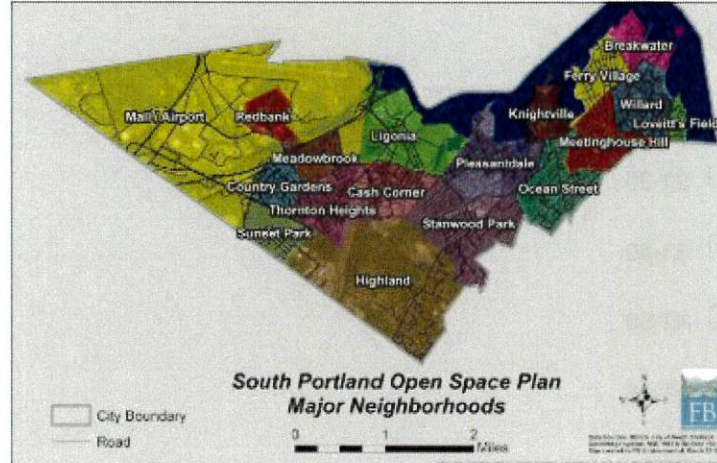 Breakwater
Ferry Village
Mall / Airport
Redbank
Knightville
Willard
Lovett's Field
Ligonia
Meetinghouse Hill
Meadowbrook
Pleasantdale
Country Gardens
Cash Corner
Ocean Street
Thornton Heights
Stanwood Park
Sunset Park
Highland
South Portland Open Space Plan
Major Neighborhoods
City Boundary
Road
0 1 2
Miles
FB